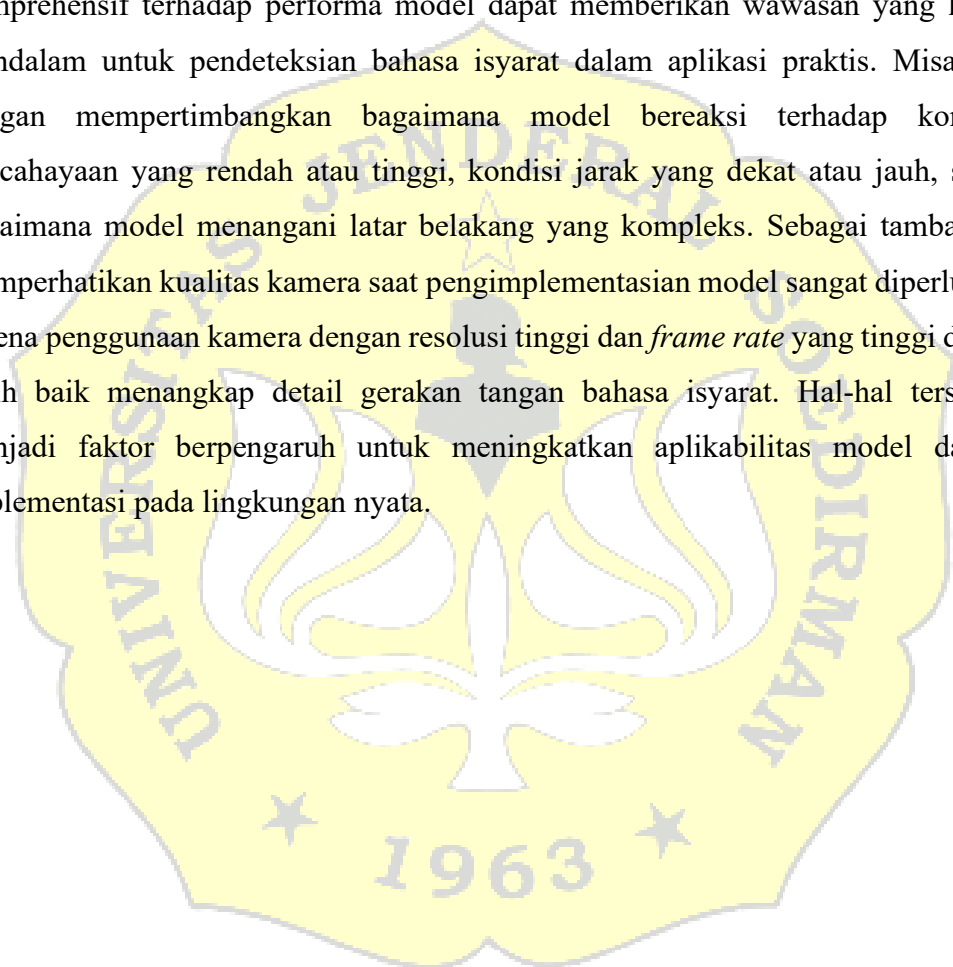 mprehensif terhadap performa model dapat memberikan wawasan yang
ndalam untuk pendeteksian bahasa isyarat dalam aplikasi praktis. Misa
gan mempertimbangkan bagaimana model bereaksi terhadap kon
cahayaan yang rendah atau tinggi, kondisi jarak yang dekat atau jauh, s
aimana model menangani latar belakang yang kompleks. Sebagai tamba
mperhatikan kualitas kamera saat pengimplementasian model sangat diperlu
ena penggunaan kamera dengan resolusi tinggi dan frame rate yang tinggi d
h baik menangkap detail gerakan tangan bahasa isyarat. Hal-hal ters
njadi faktor berpengaruh untuk meningkatkan aplikabilitas model da
plementasi pada lingkungan nyata.
UNIVERSITAS JENDERAL SOEDIRMAN
1963